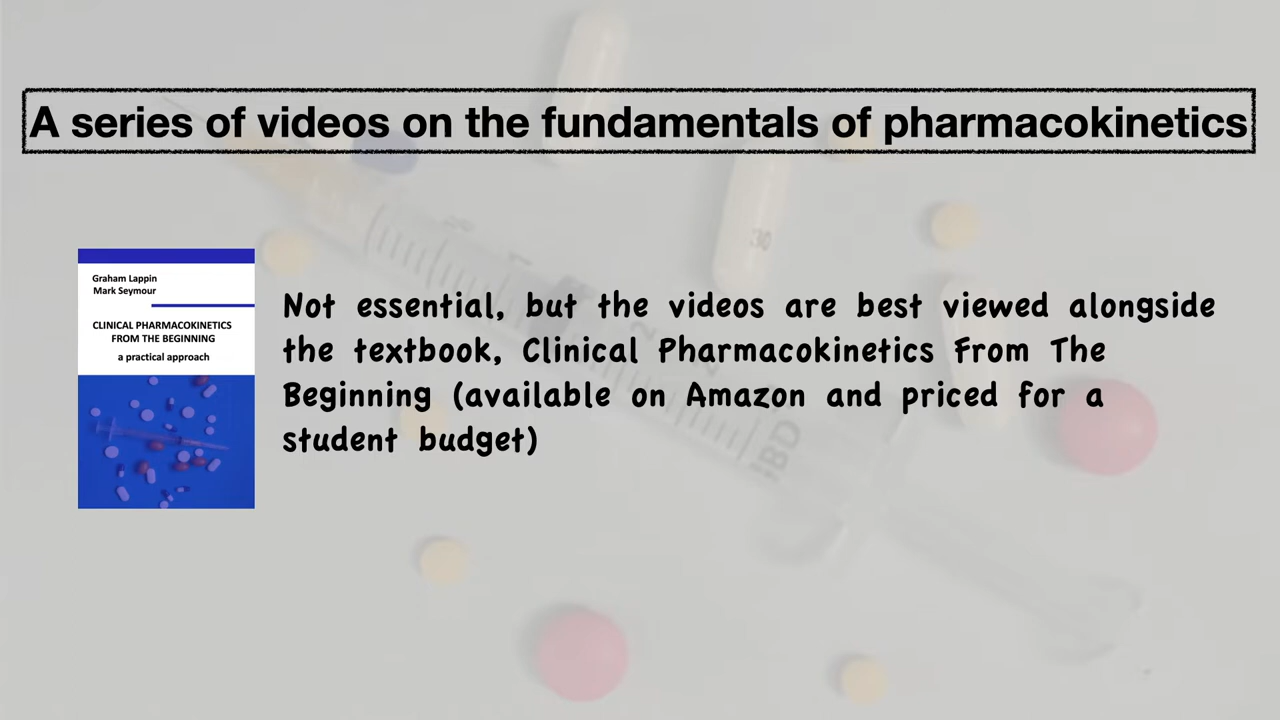 A series of videos on the fundamentals of pharmacokinetics
Graham Lappin
Mark Seymour
CLINICAL PHARMACOKINETICS
FROM THE BEGINNING
a practical approach
Not essential, but the videos are best viewed alongside
the textbook, Clinical Pharmacokinetics From The
Beginning (available on Amazon and priced for a
student budget)
30